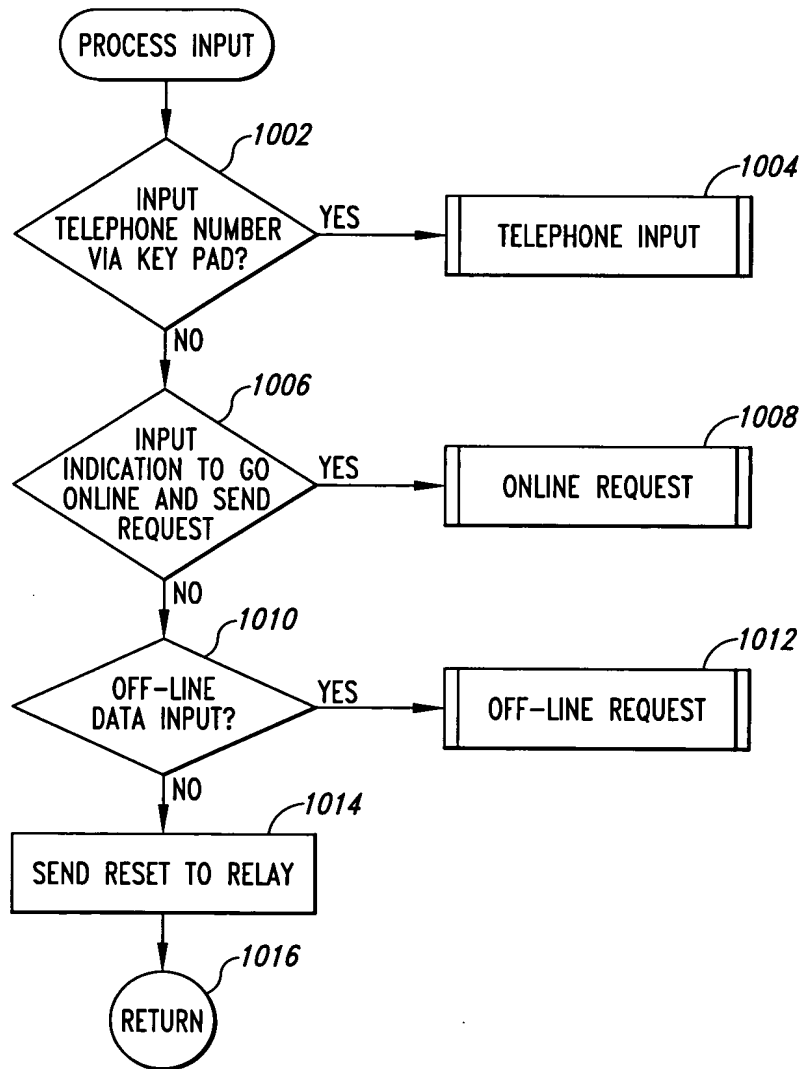 PROCESS INPUT
1002
INPUT
TELEPHONE NUMBER
VIA KEY PAD?
YES
1004
TELEPHONE INPUT
NO
1006
INPUT
INDICATION TO GO
ONLINE AND SEND
REQUEST
YES
1008
ONLINE REQUEST
NO
1010
OFF-LINE
DATA INPUT?
YES
1012
OFF-LINE REQUEST
NO
1014
SEND RESET TO RELAY
1016
RETURN